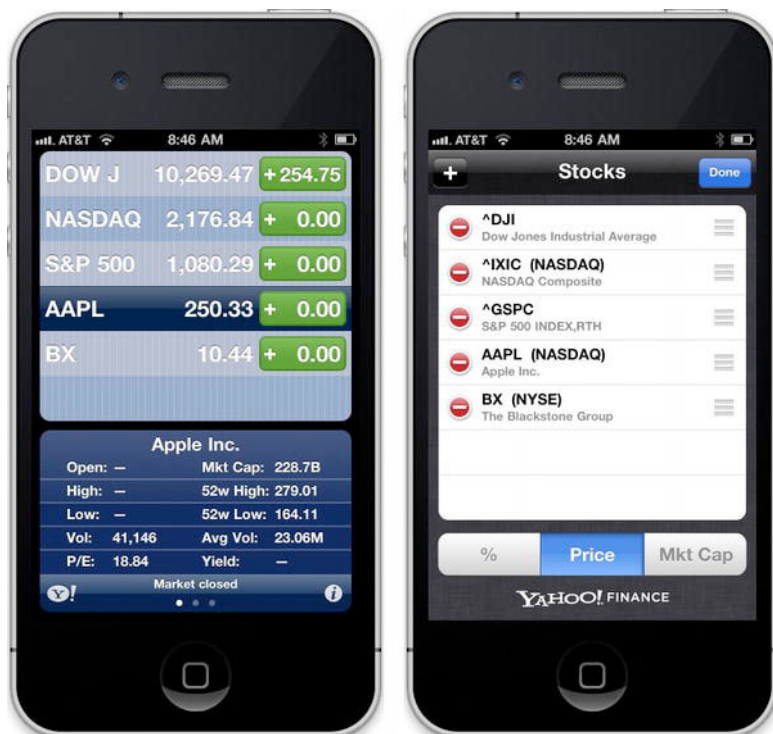 AT&T 8:46 AM
DOW J 10,269.47 + 254.75
NASDAQ 2,176.84 + 0.00
S&P 500 1,080.29 + 0.00
AAPL 250.33 + 0.00
BX 10.44 + 0.00
Apple Inc.
Open: — Mkt Cap: 228.7B
High: — 52w High: 279.01
Low: — 52w Low: 164.11
Vol: 41,146 Avg Vol: 23.06M
P/E: 18.84 Yield: —
Market closed
Y!
i
AT&T 8:46 AM
+ Stocks Done
^DJI
Dow Jones Industrial Average
^IXIC (NASDAQ)
NASDAQ Composite
^GSPC
S&P 500 INDEX,RTH
AAPL (NASDAQ)
Apple Inc.
BX (NYSE)
The Blackstone Group
% Price Mkt Cap
YAHOO! FINANCE